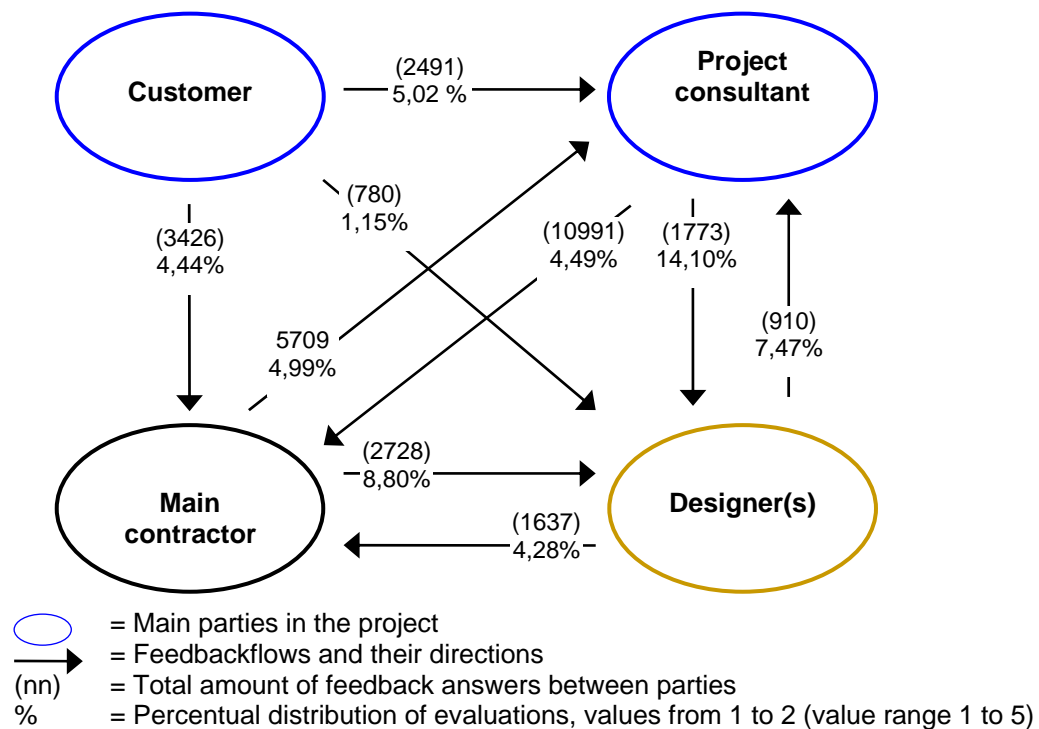 Customer
(2491)
5,02 %
Project
consultant
(780)
1,15%
(3426)
4,44%
(10991)
4,49%
(1773)
14,10%
(910)
7,47%
5709
4,99%
(2728)
8,80%
Main
contractor
Designer(s)
(1637)
4,28%
= Main parties in the project
= Feedbackflows and their directions
(nn) = Total amount of feedback answers between parties
% = Percentual distribution of evaluations, values from 1 to 2 (value range 1 to 5)